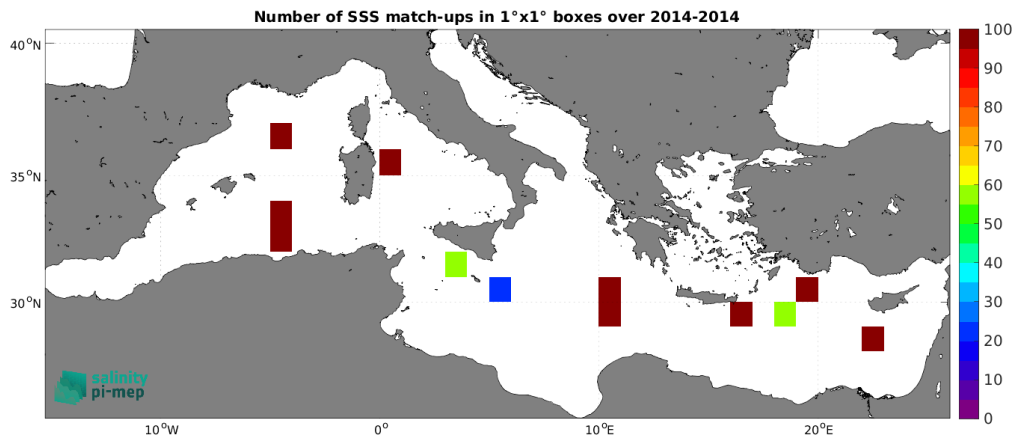 Number of SSS match-ups in 1°x1° boxes over 2014-2014
40°N
35°N
30°N
10°W
0°
10°E
20°E
100
90
80
70
60
50
40
30
20
10
0
salinity
pi-mep